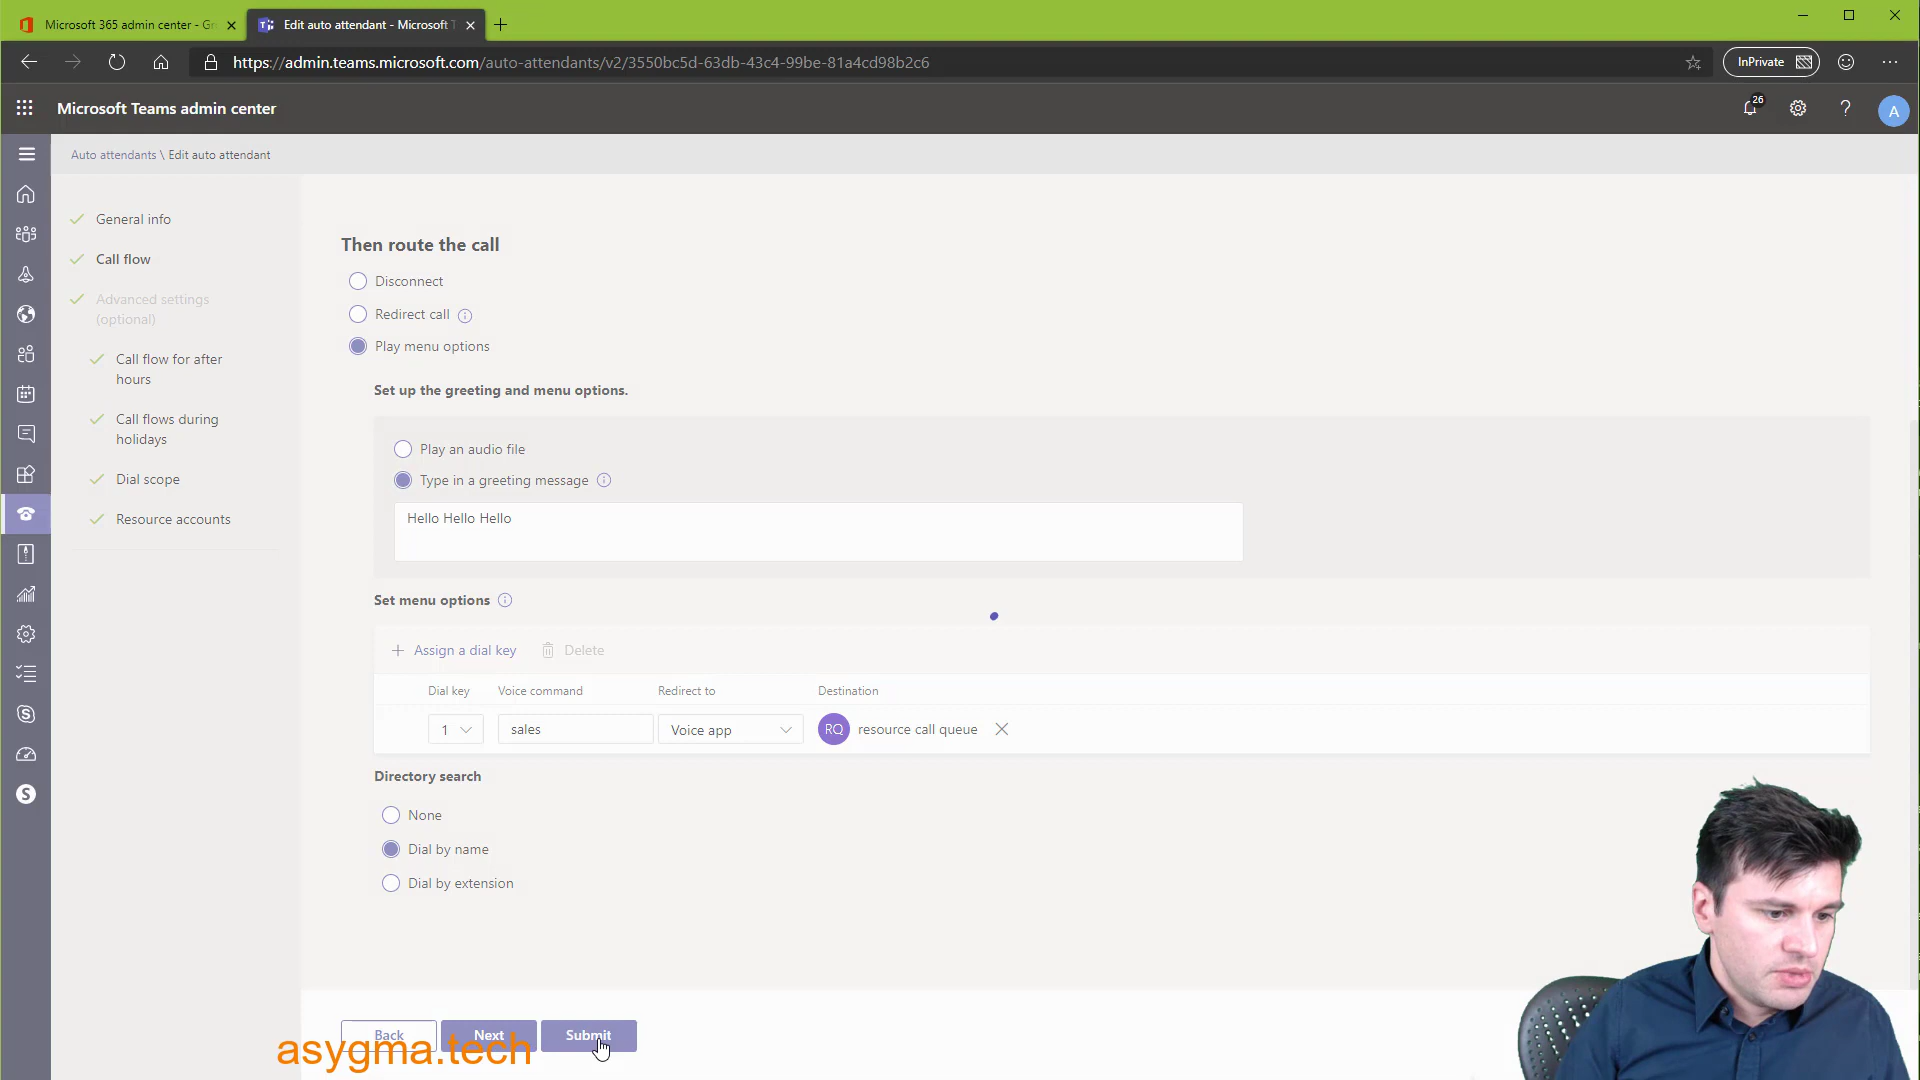 Microsoft 365 admin center - Gr
Edit auto attendant - Microsoft T
https://admin.teams.microsoft.com/auto-attendants/v2/3550bc5d-63db-43c4-99be-81a4cd98b2c6
InPrivate
Microsoft Teams admin center
26
?
A
Auto attendants \ Edit auto attendant
General info
Call flow
Advanced settings
(optional)
Call flow for after
hours
Call flows during
holidays
Dial scope
Resource accounts
Then route the call
Disconnect
Redirect call
Play menu options
Set up the greeting and menu options.
Play an audio file
Type in a greeting message
Hello Hello Hello
Set menu options
+ Assign a dial key
Delete
Dial key Voice command Redirect to Destination
1 sales Voice app RQ resource call queue
Directory search
None
Dial by name
Dial by extension
Back Next Submit
asygma.tech